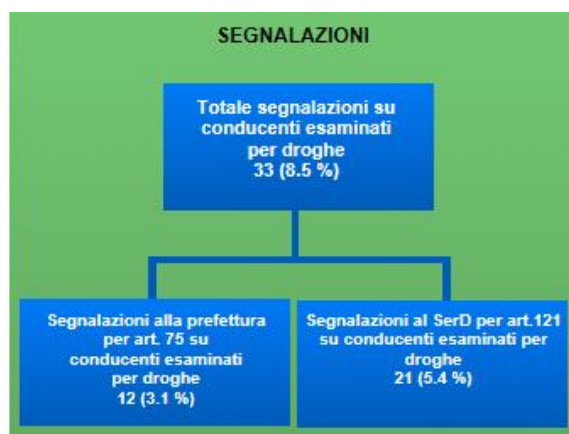 SEGNALAZIONI
Totale segnalazioni su
conducenti esaminati
per droghe
33 (8.5 %)
Segnalazioni alla prefettura
per art. 75 su
conducenti esaminati
per droghe
12 (3.1 %)
Segnalazioni al SerD per art.121
su conducenti esaminati per
droghe
21 (5.4 %)